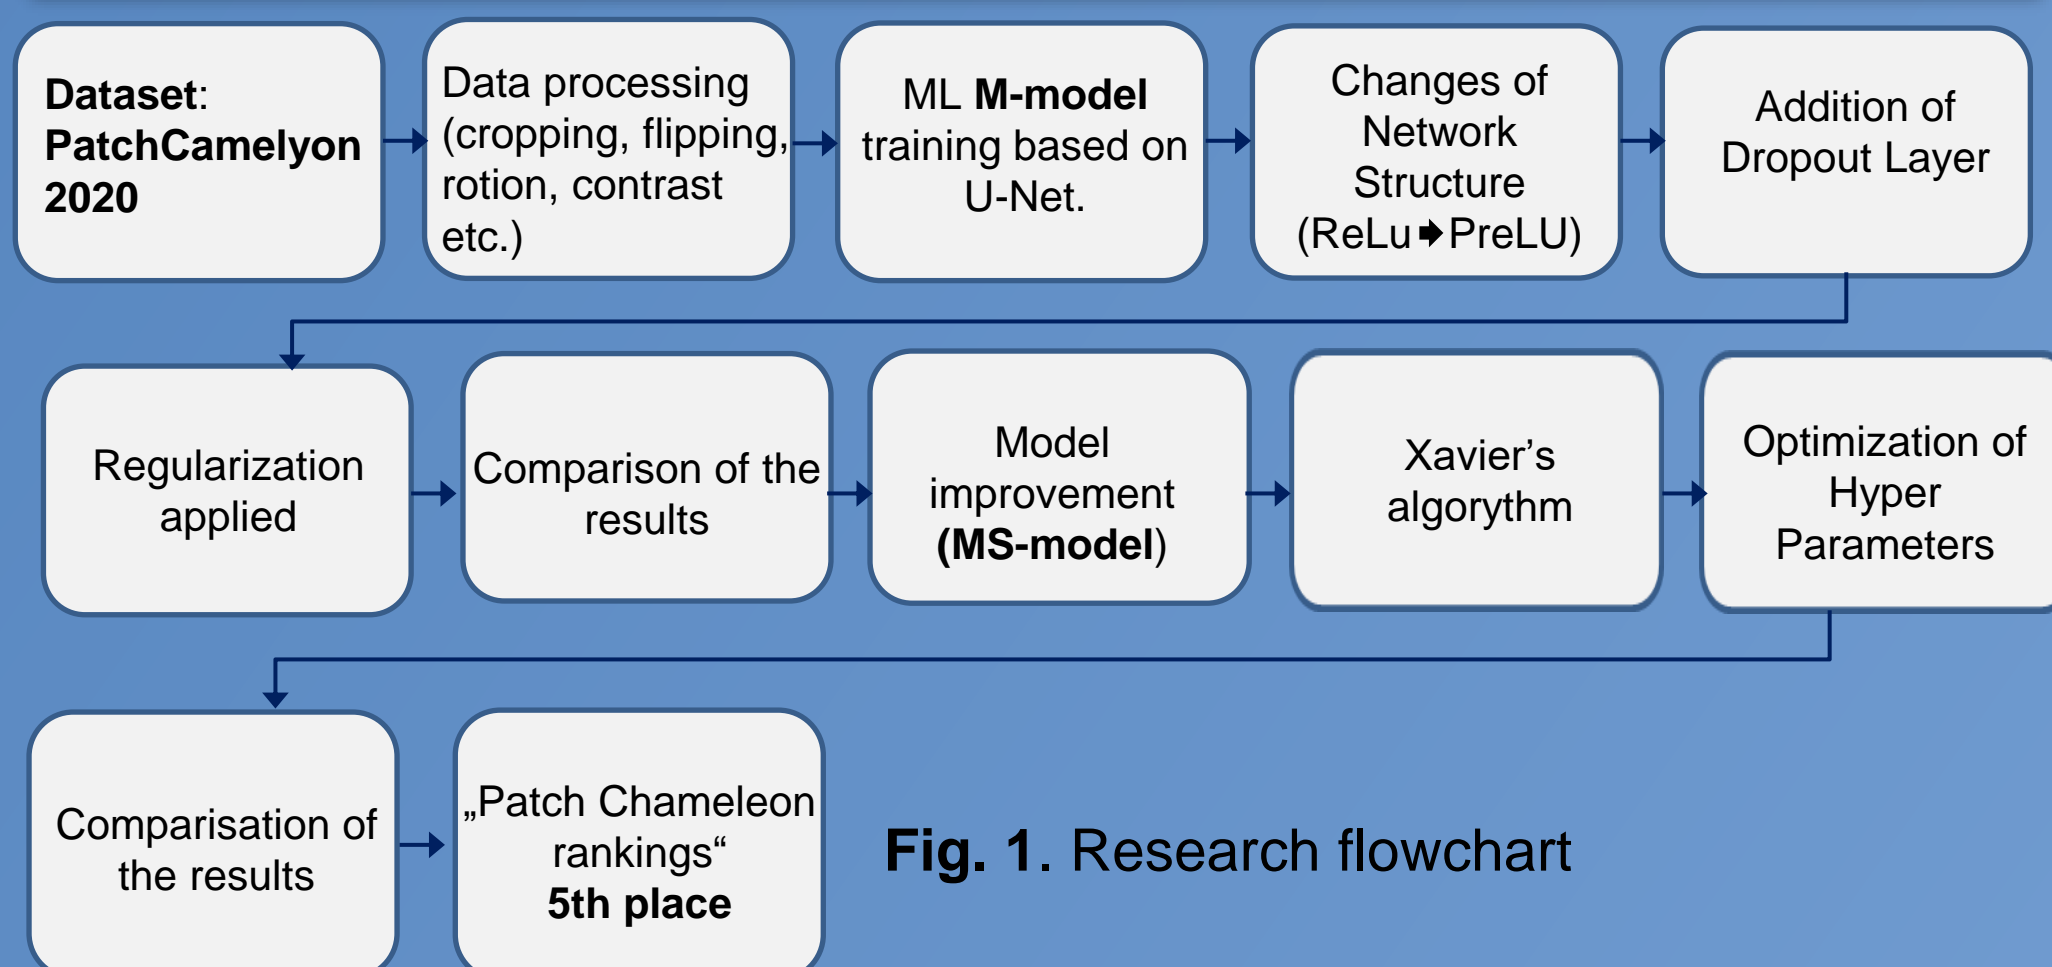 Dataset:
PatchCamelyon
2020
Data processing
(cropping, flipping,
rotion, contrast
etc.)
ML M-model
training based on
U-Net.
Changes of
Network
Structure
(ReLu🡺PreLU)
Addition of
Dropout Layer
Regularization
applied
Comparison of the
results
Model
improvement
(MS-model)
Xavier’s
algorythm
Optimization of
Hyper
Parameters
Comparisation of
the results
„Patch Chameleon
rankings“
5th place
Fig. 1. Research flowchart